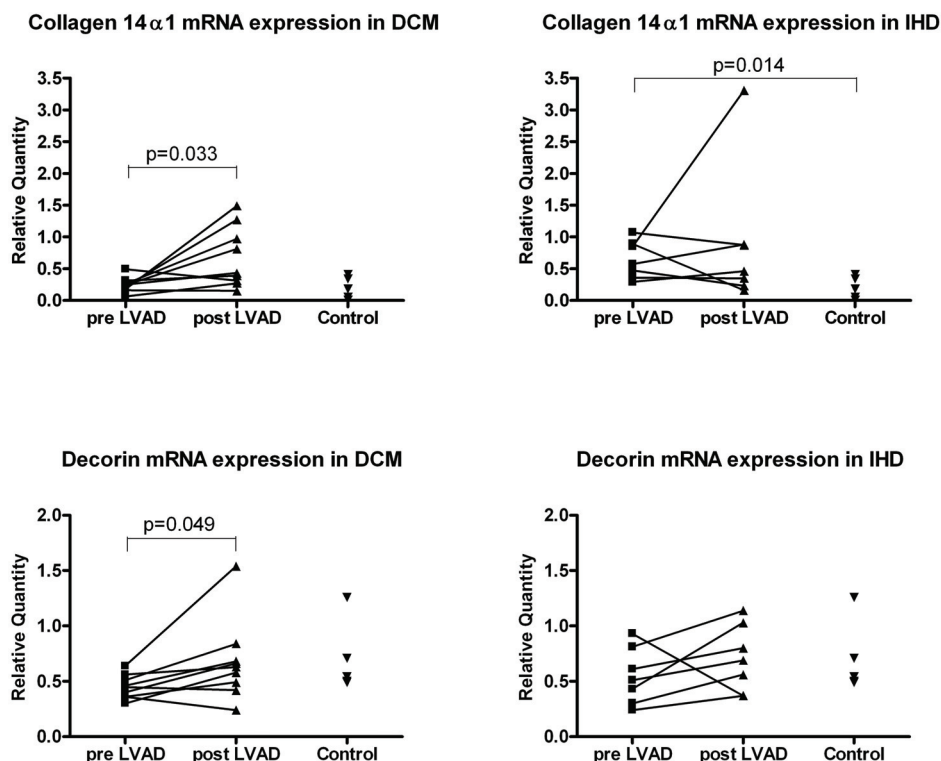 Collagen 14α1 mRNA expression in DCM
Relative Quantity
3.5
3.0
2.5
2.0
1.5
1.0
0.5
0.0
p=0.033
pre LVAD post LVAD Control
Collagen 14α1 mRNA expression in IHD
Relative Quantity
3.5
3.0
2.5
2.0
1.5
1.0
0.5
0.0
p=0.014
pre LVAD post LVAD Control
Decorin mRNA expression in DCM
Relative Quantity
2.0
1.5
1.0
0.5
0.0
p=0.049
pre LVAD post LVAD Control
Decorin mRNA expression in IHD
Relative Quantity
2.0
1.5
1.0
0.5
0.0
pre LVAD post LVAD Control